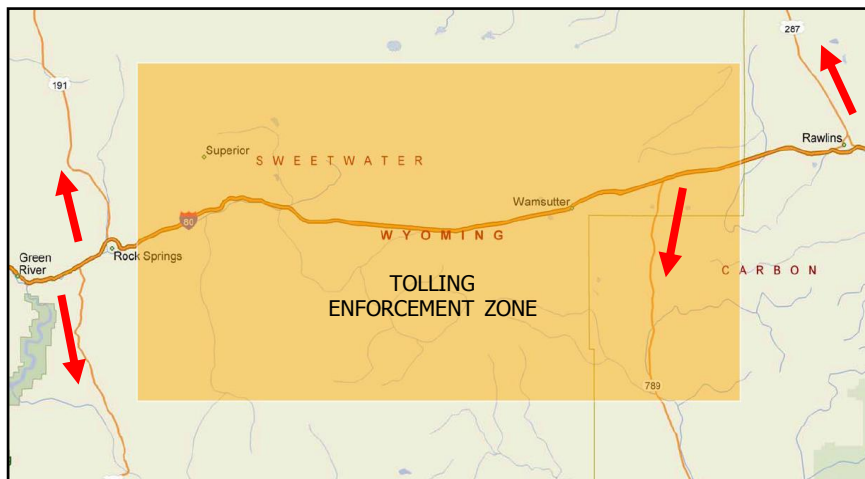 287
191
Rawlins
Superior
SWEETWATER
Wamsutter
80
WYOMING
Green
River
Rock Springs
CARBON
TOLLING
ENFORCEMENT ZONE
789